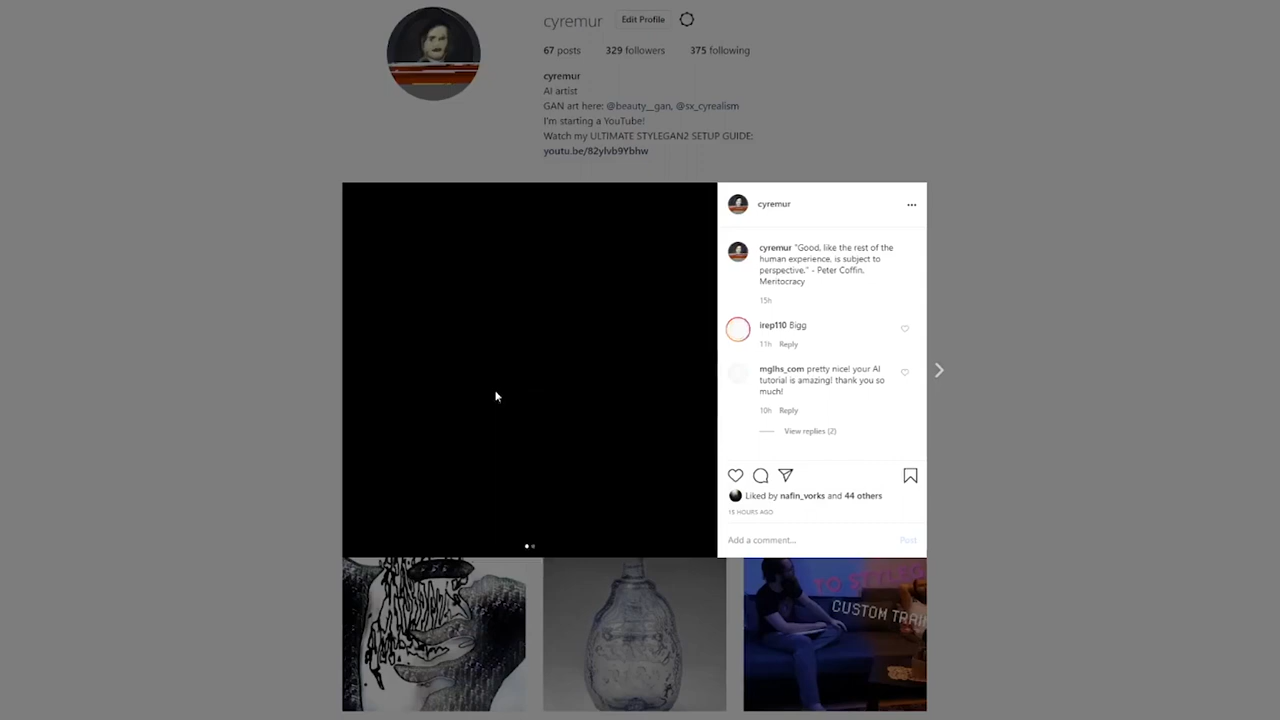 cyremur Edit Profile
67 posts 329 followers 375 following
cyremur
AI artist
GAN art here: @beauty__gan, @sx_cyrealism
I'm starting a YouTube!
Watch my ULTIMATE STYLEGAN2 SETUP GUIDE:
youtu.be/82ylvb9Ybhw
cyremur
cyremur "Good, like the rest of the
human experience, is subject to
perspective." - Peter Coffin,
Meritocracy
15h
irep110 Bigg
11h Reply
mglhs_com pretty nice! your AI
tutorial is amazing! thank you so
much!
10h Reply
View replies (2)
Liked by nafin_vorks and 44 others
15 HOURS AGO
Add a comment... Post
TO STYLEG
CUSTOM TRAI